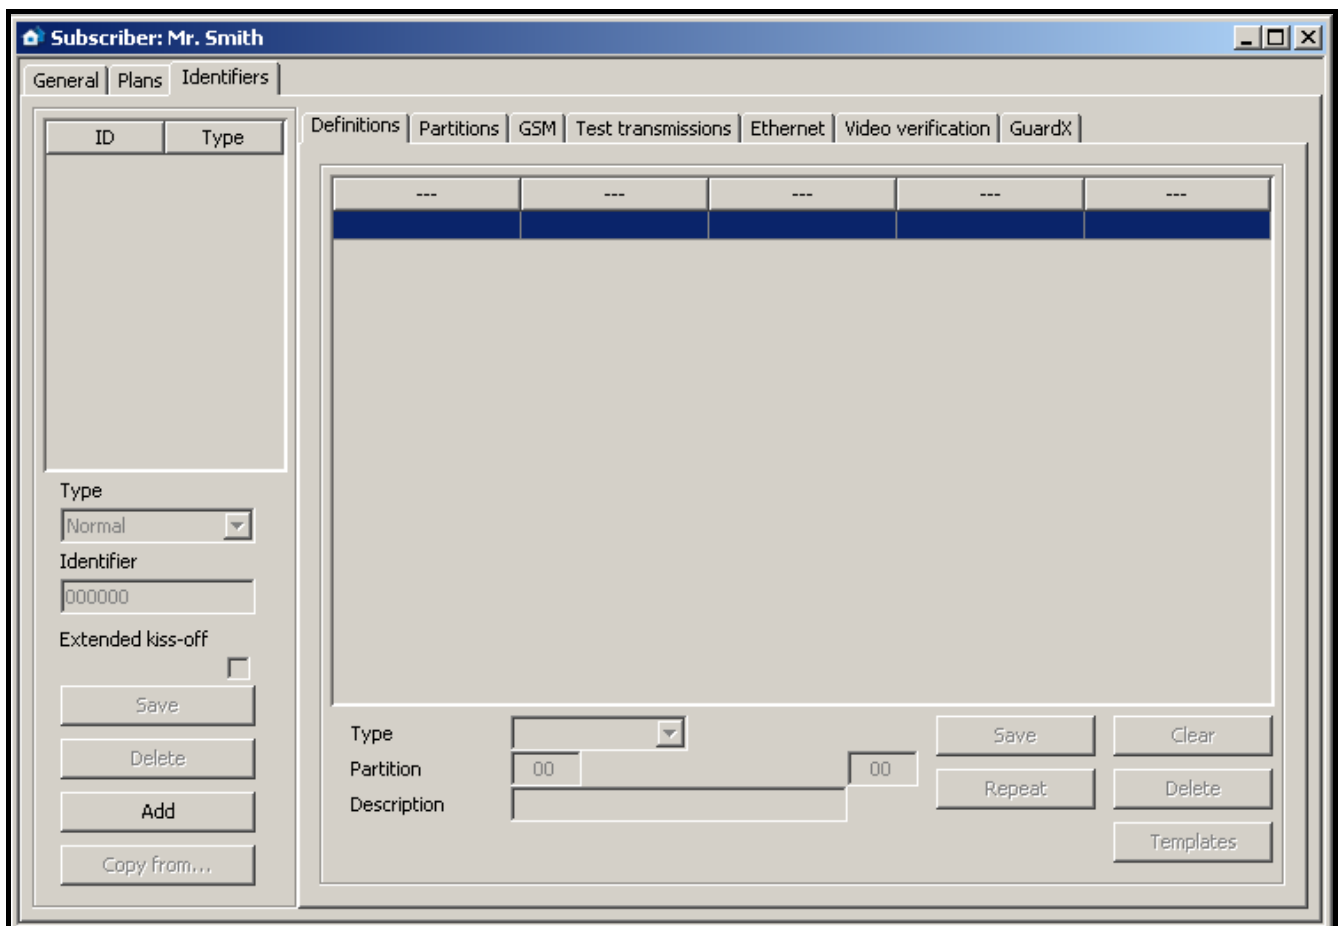 Subscriber: Mr. Smith
General Plans Identifiers
ID Type
Definitions Partitions GSM Test transmissions Ethernet Video verification GuardX
--- --- --- --- ---
Type
Normal
Identifier
000000
Extended kiss-off
Save
Delete
Add
Copy from...
Type Save Clear
Partition 00 00
Repeat Delete
Description
Templates